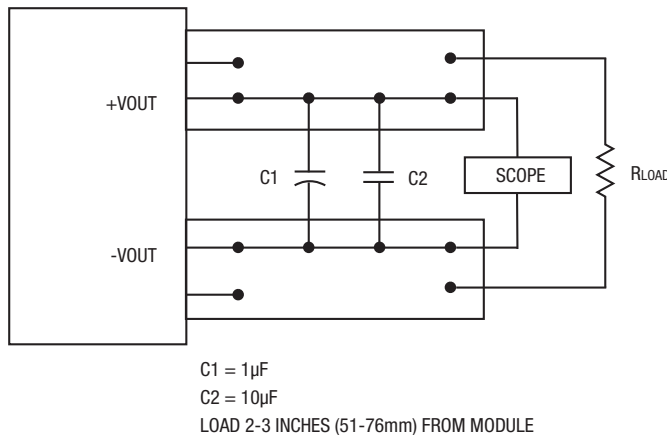 +VOUT
C1
C2
SCOPE
RLOAD
-VOUT
C1 = 1µF
C2 = 10µF
LOAD 2-3 INCHES (51-76mm) FROM MODULE